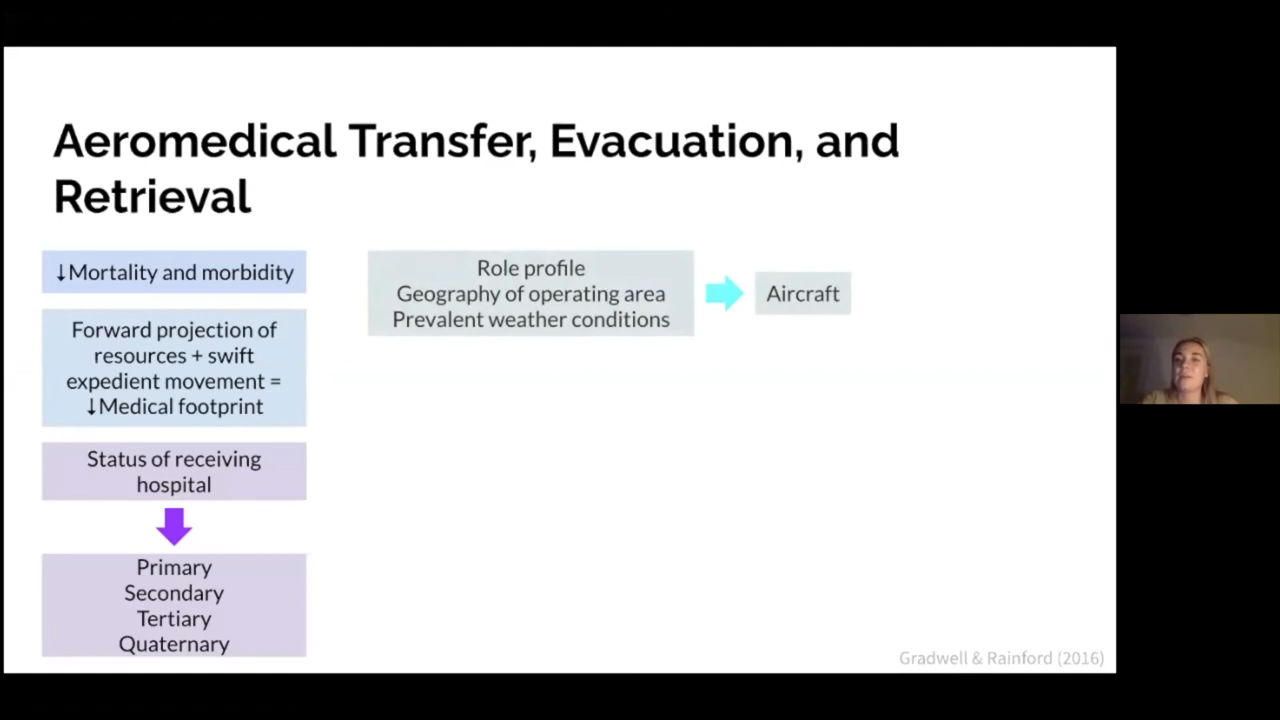 Aeromedical Transfer, Evacuation, and
Retrieval
↓Mortality and morbidity
Forward projection of
resources + swift
expedient movement =
↓Medical footprint
Status of receiving
hospital
Primary
Secondary
Tertiary
Quaternary
Role profile
Geography of operating area
Prevalent weather conditions
Aircraft
Gradwell & Rainford (2016)